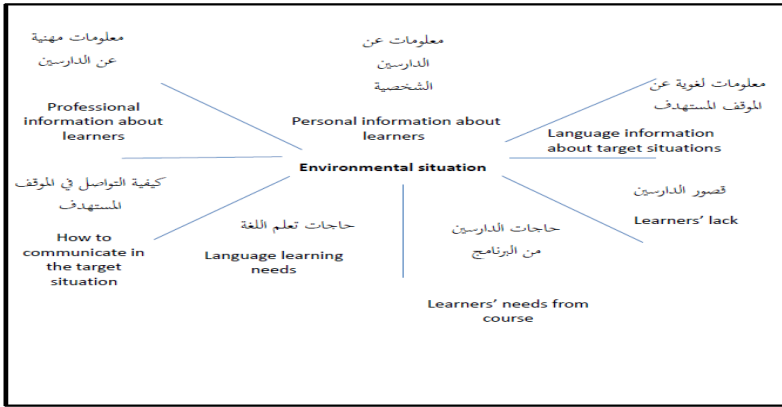 معلومات مهنية
عن الدارسين
Professional
information about
learners
معلومات عن
الدارسين
الشخصية
Personal information about
learners
معلومات لغوية عن
الموقف المستهدف
Language information
about target situations
Environmental situation
كيفية التواصل في الموقف
المستهدف
How to
communicate in
the target
situation
حاجات تعلم اللغة
Language learning
needs
حاجات الدارسين
من البرنامج
Learners’ needs from
course
قصور الدارسين
Learners’ lack